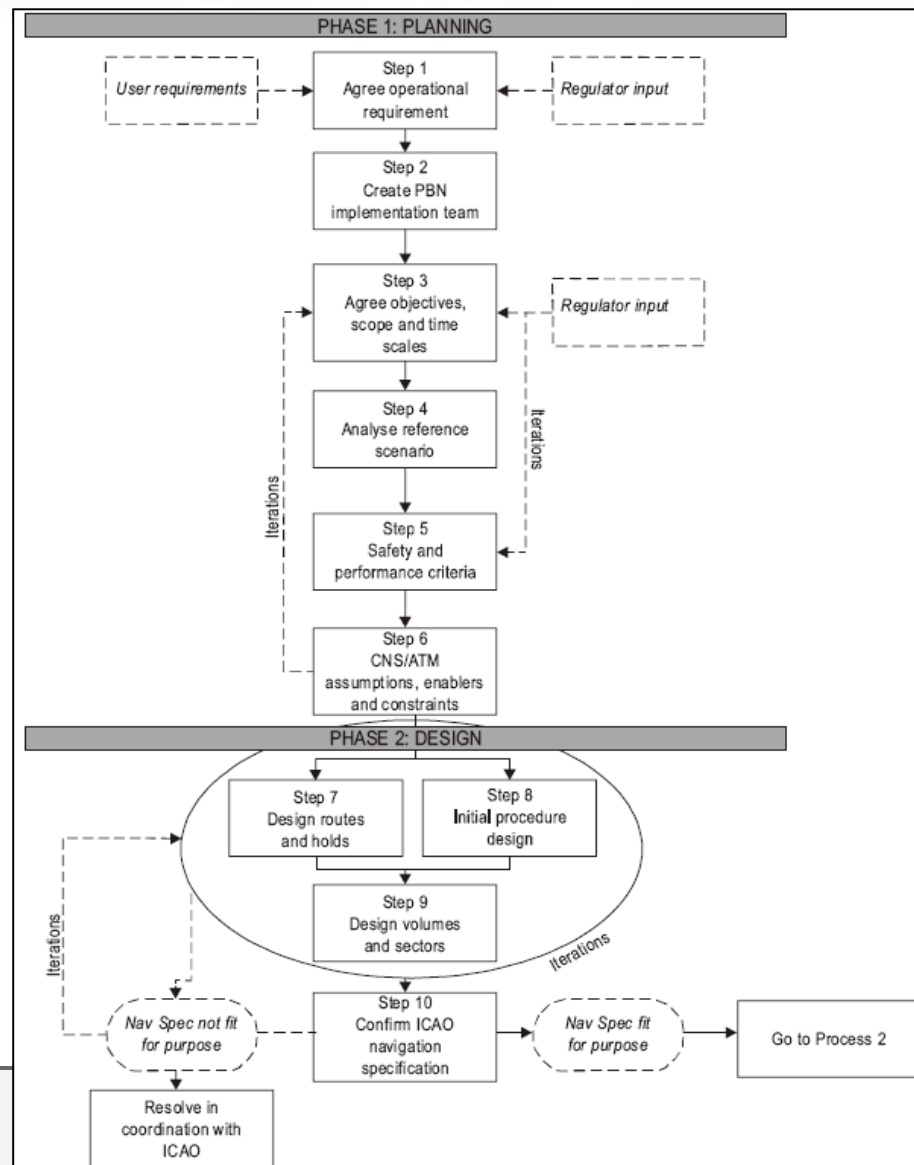 PHASE 1: PLANNING
User requirements
Step 1
Agree operational
requirement
Regulator input
Step 2
Create PBN
implementation team
Step 3
Agree objectives,
scope and time
scales
Regulator input
Step 4
Analyse reference
scenario
Iterations
Iterations
Step 5
Safety and
performance criteria
Step 6
CNS/ATM
assumptions, enablers
and constraints
PHASE 2: DESIGN
Step 7
Design routes
and holds
Step 8
Initial procedure
design
Step 9
Design volumes
and sectors
Iterations
Iterations
Nav Spec not fit
for purpose
Step 10
Confirm ICAO
navigation
specification
Nav Spec fit
for purpose
Go to Process 2
Resolve in
coordination with
ICAO